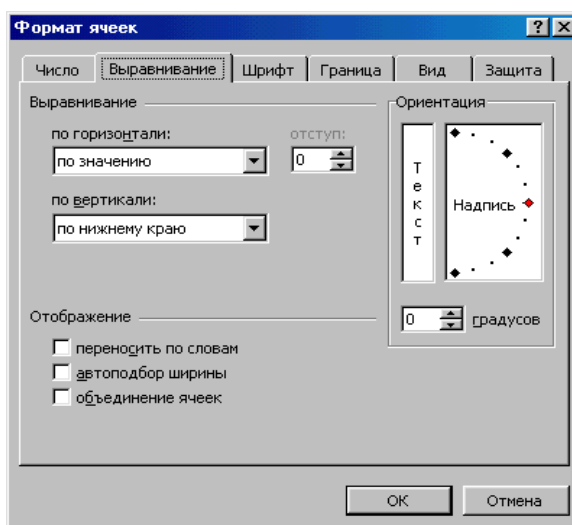 Формат ячеек
Число Выравнивание Шрифт Граница Вид Защита
Выравнивание
по горизонтали:
отступ:
по значению
0
по вертикали:
по нижнему краю
Ориентация
Текст
Надпись
0 градусов
Отображение
переносить по словам
автоподбор ширины
объединение ячеек
ОК Отмена